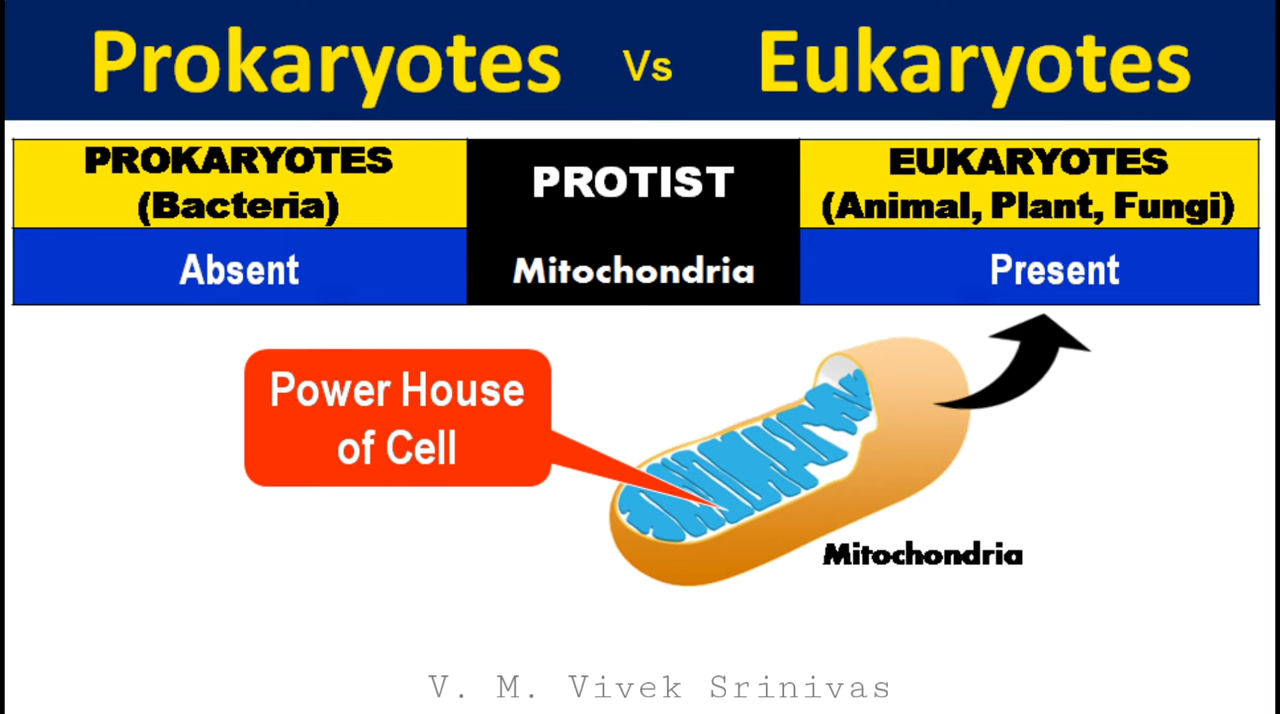 Prokaryotes Vs Eukaryotes
PROKARYOTES
(Bacteria)
PROTIST
EUKARYOTES
(Animal, Plant, Fungi)
Absent
Mitochondria
Present
Power House
of Cell
Mitochondria
V. M. Vivek Srinivas